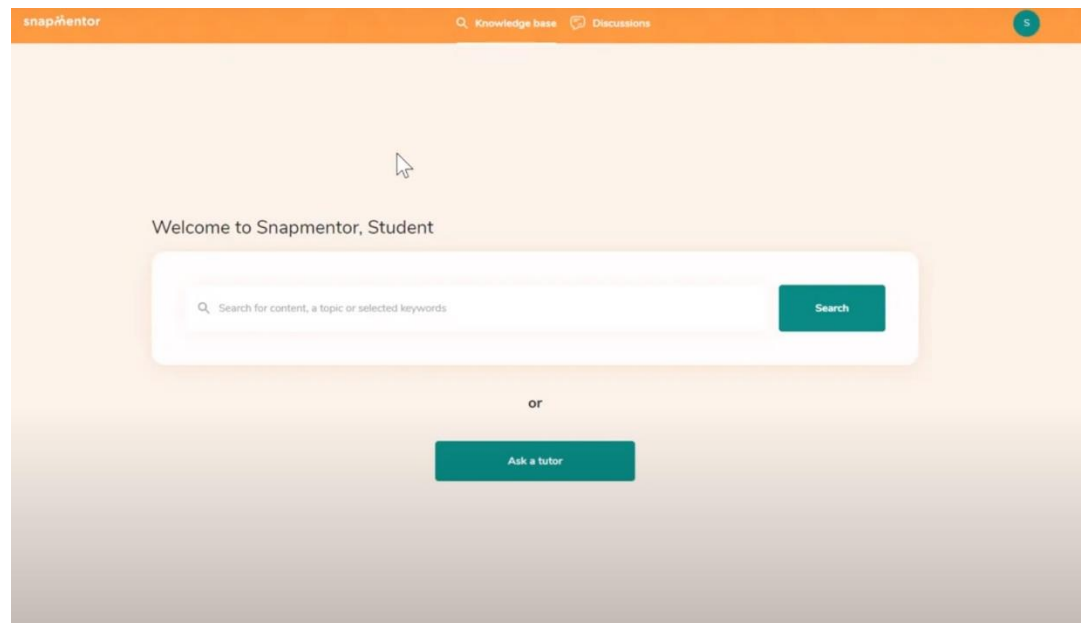 snapmentor
Knowledge base
Discussions
S
Welcome to Snapmentor, Student
Search for content, a topic or selected keywords
Search
or
Ask a tutor